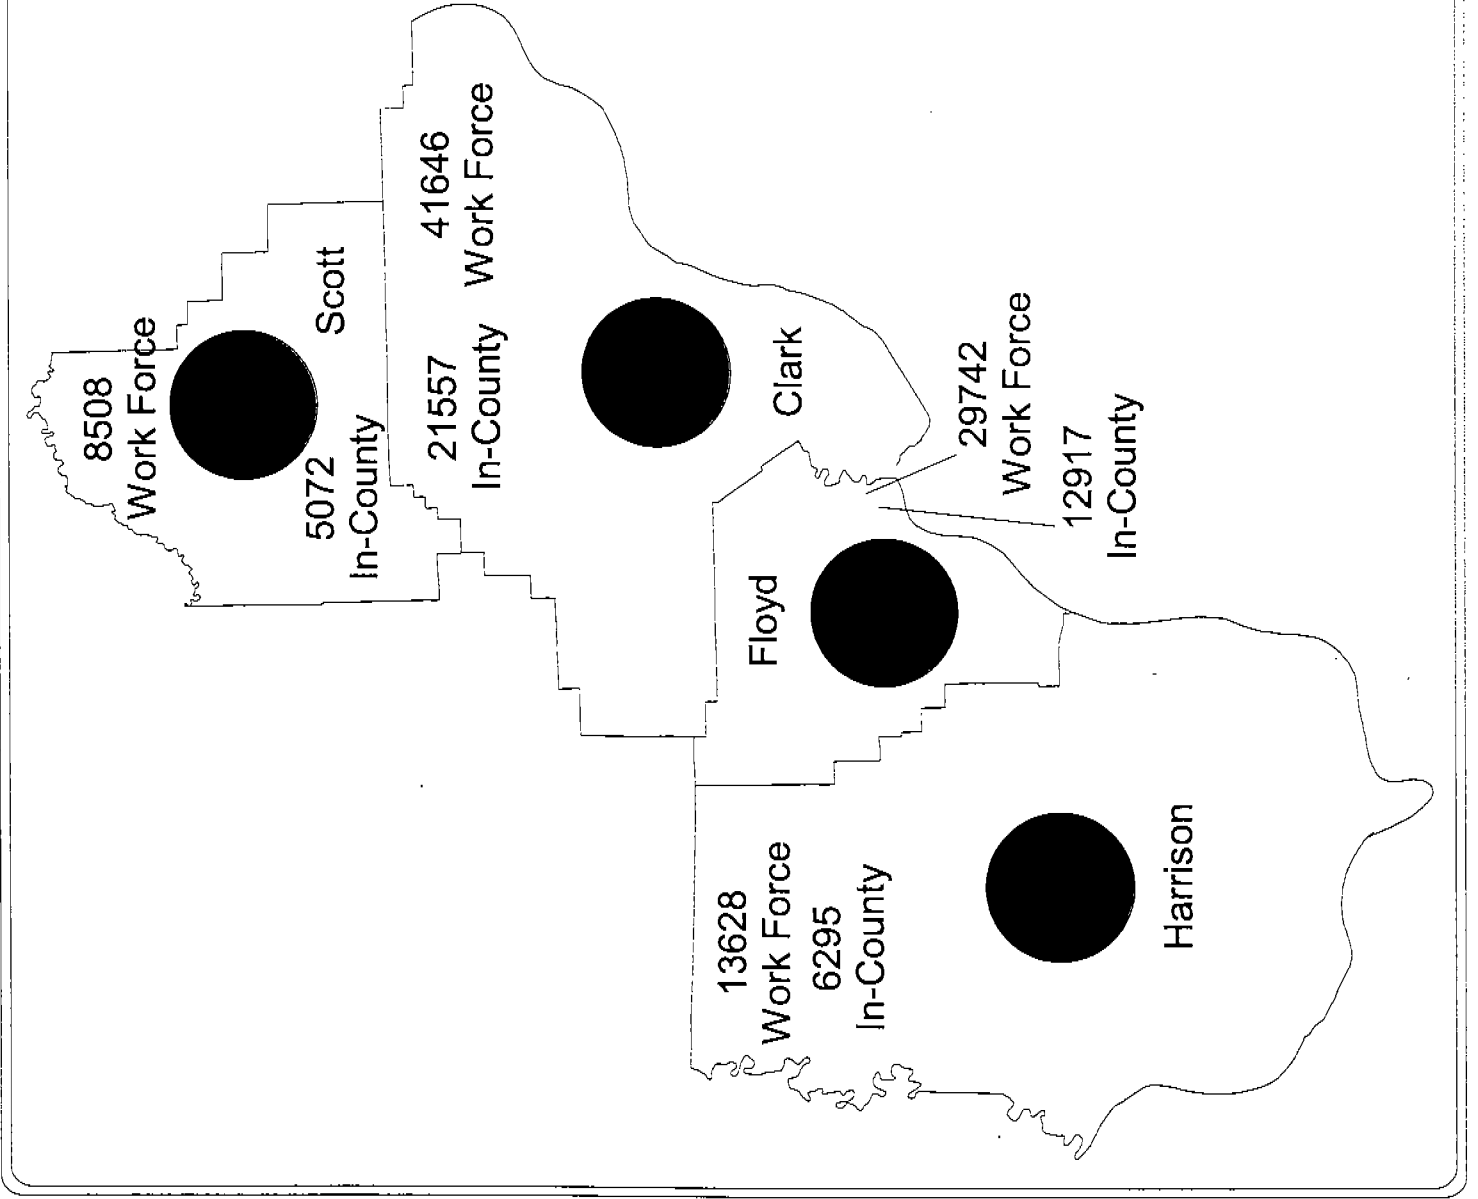 8508
Work Force
5072
In-County
Scott
41646
Work Force
21557
In-County
Clark
29742
Work Force
12917
In-County
Floyd
13628
Work Force
6295
In-County
Harrison